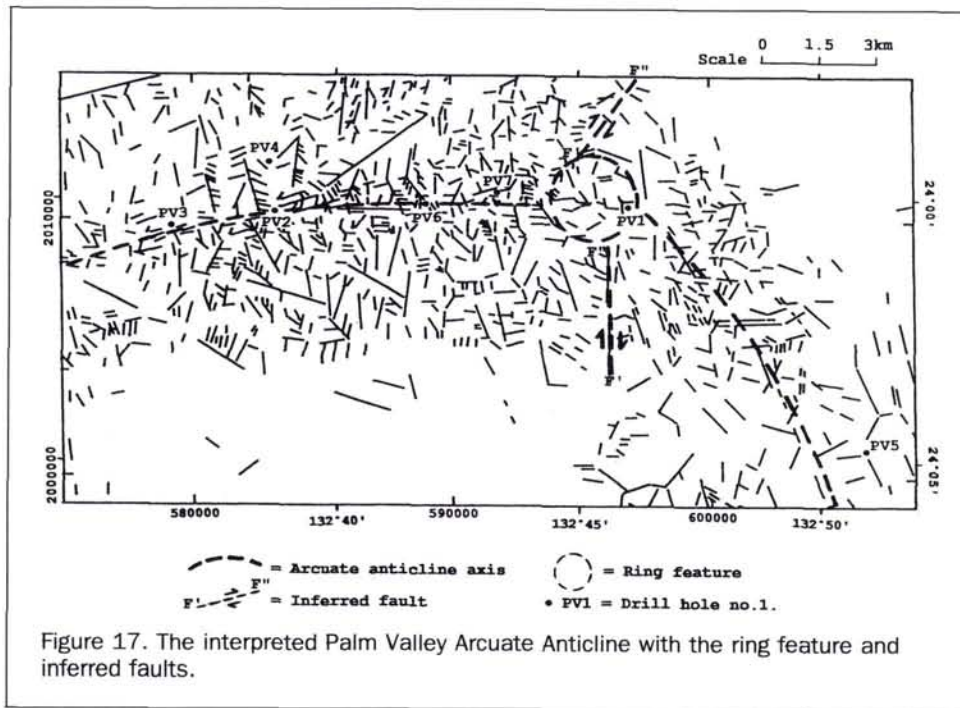 Scale 0 1.5 3km
F"
PV4
F'
PV7
PV3
PV2
PV6
PV1
F"
F'
PV5
2010000
2000000
24°00'
24°05'
580000
132°40'
590000
132°45'
600000
132°50'
= Arcuate anticline axis
= Ring feature
F' F" = Inferred fault
• PV1 = Drill hole no.1.
Figure 17. The interpreted Palm Valley Arcuate Anticline with the ring feature and
inferred faults.